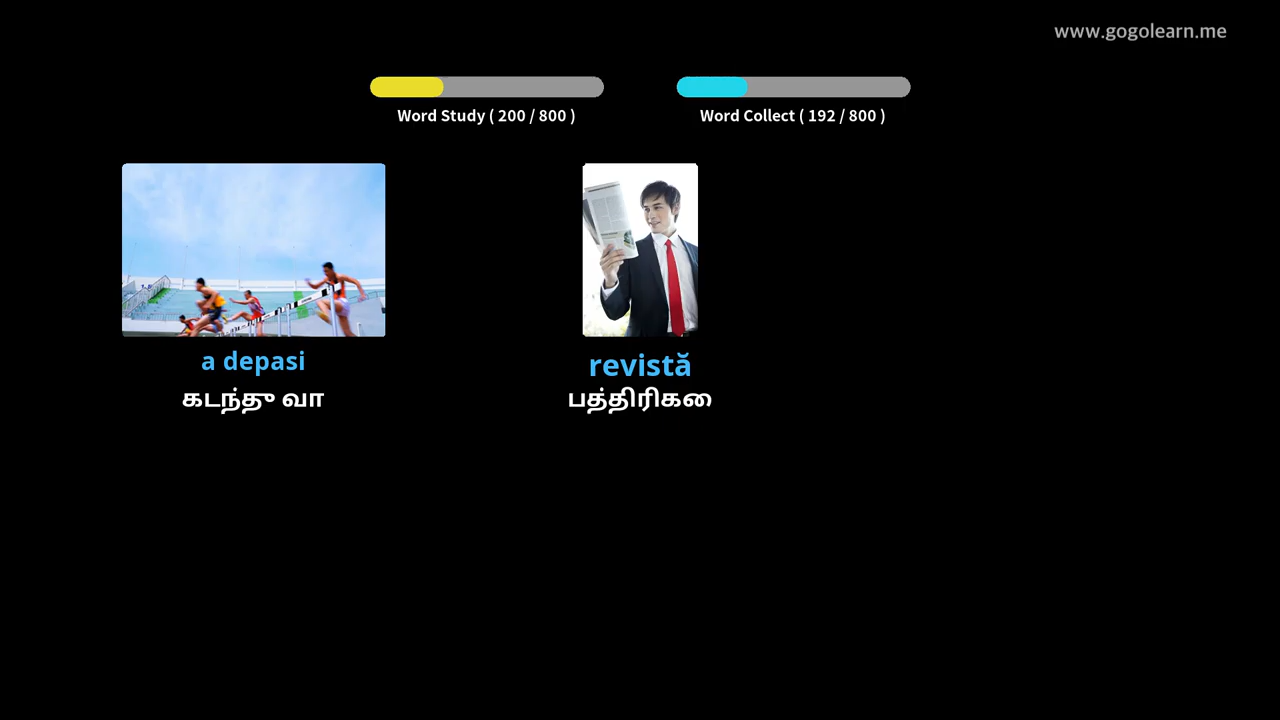 www.gogolearn.me
Word Study ( 200 / 800 )
Word Collect ( 192 / 800 )
a depasi
கடந்து வா
revistă
பத்திரிகை